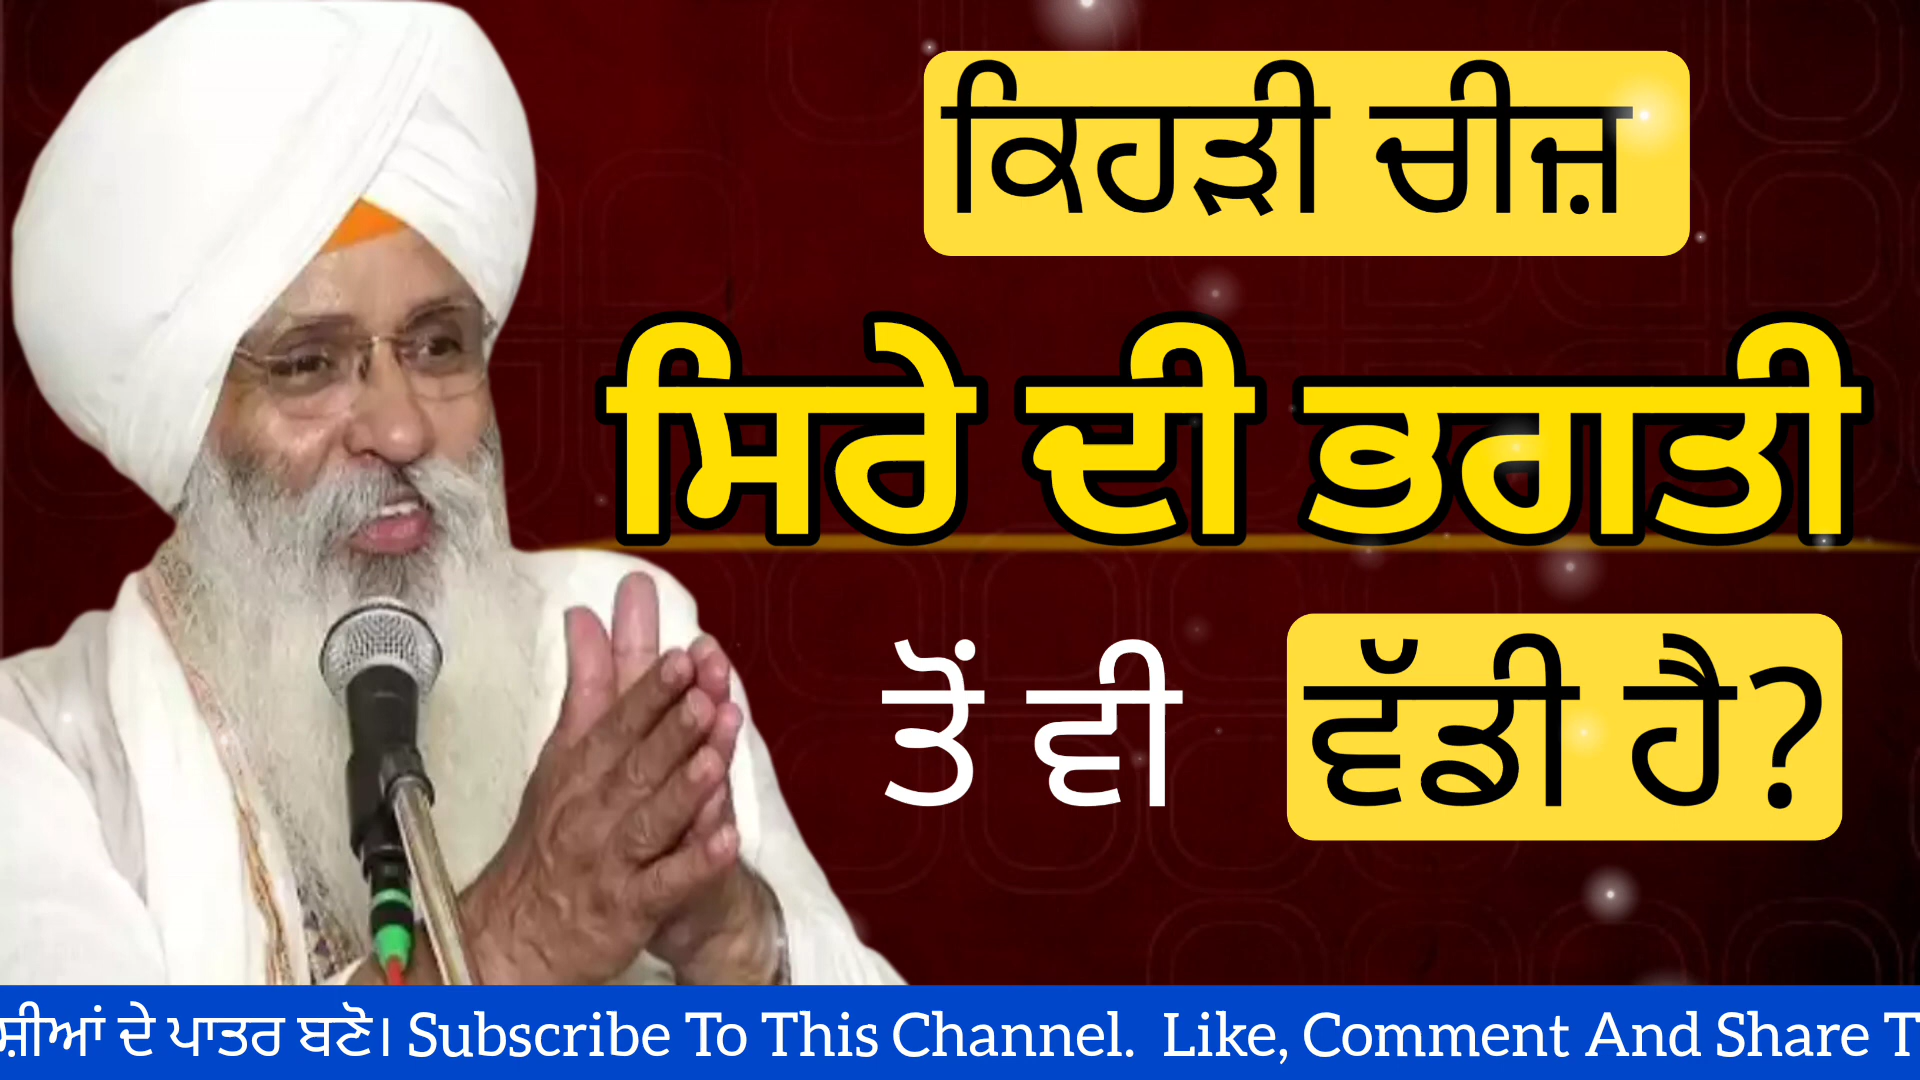 ਕਿਹੜੀ ਚੀਜ਼
ਸਿਰੇ ਦੀ ਭਗਤੀ
ਤੋਂ ਵੀ ਵੱਡੀ ਹੈ?
ਸ਼ੀਆਂ ਦੇ ਪਾਤਰ ਬਣੋ। Subscribe To This Channel. Like, Comment And Share T